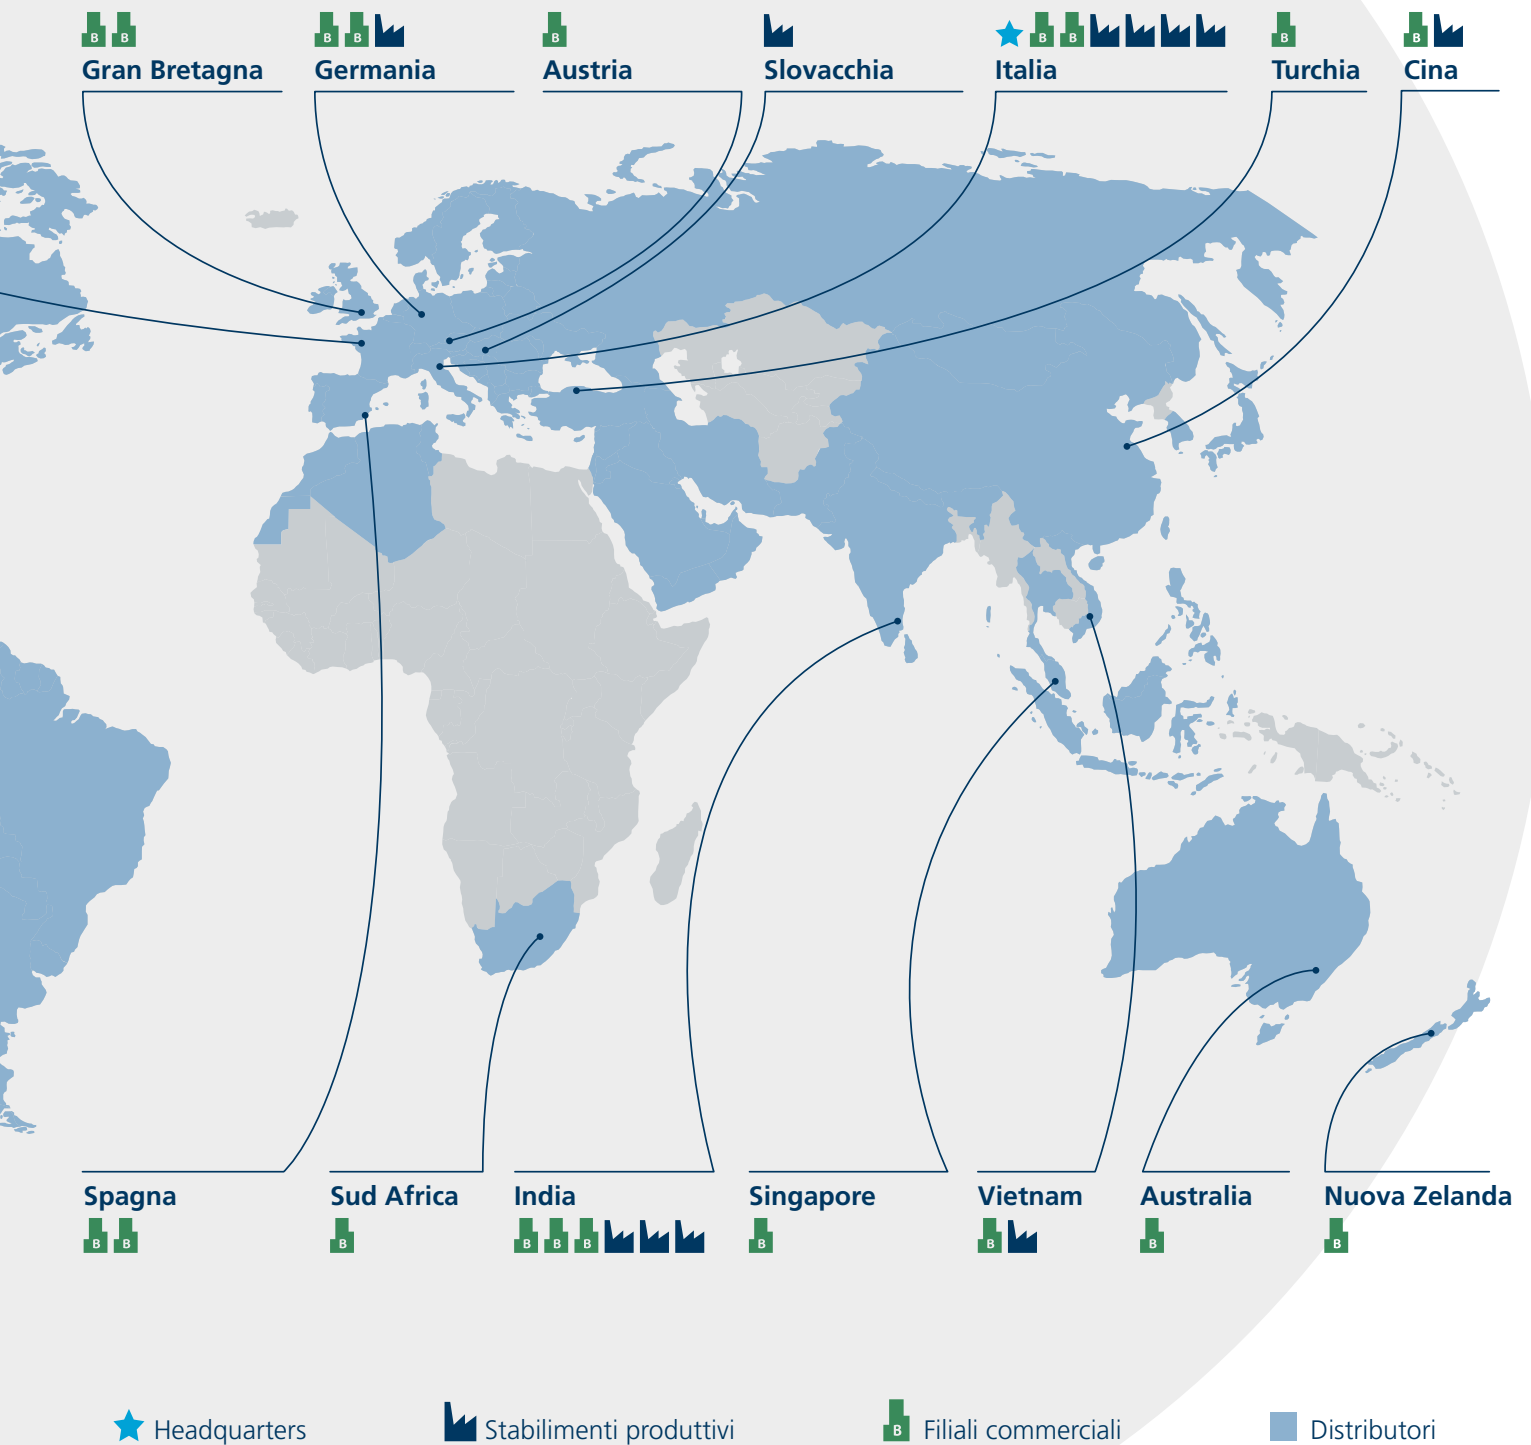 B B B B B B B B B
Gran Bretagna Germania Austria Slovacchia Italia Turchia Cina
Spagna Sud Africa India Singapore Vietnam Australia Nuova Zelanda
B B B B B B B B B B
Headquarters Stabilimenti produttivi B Filiali commerciali Distributori